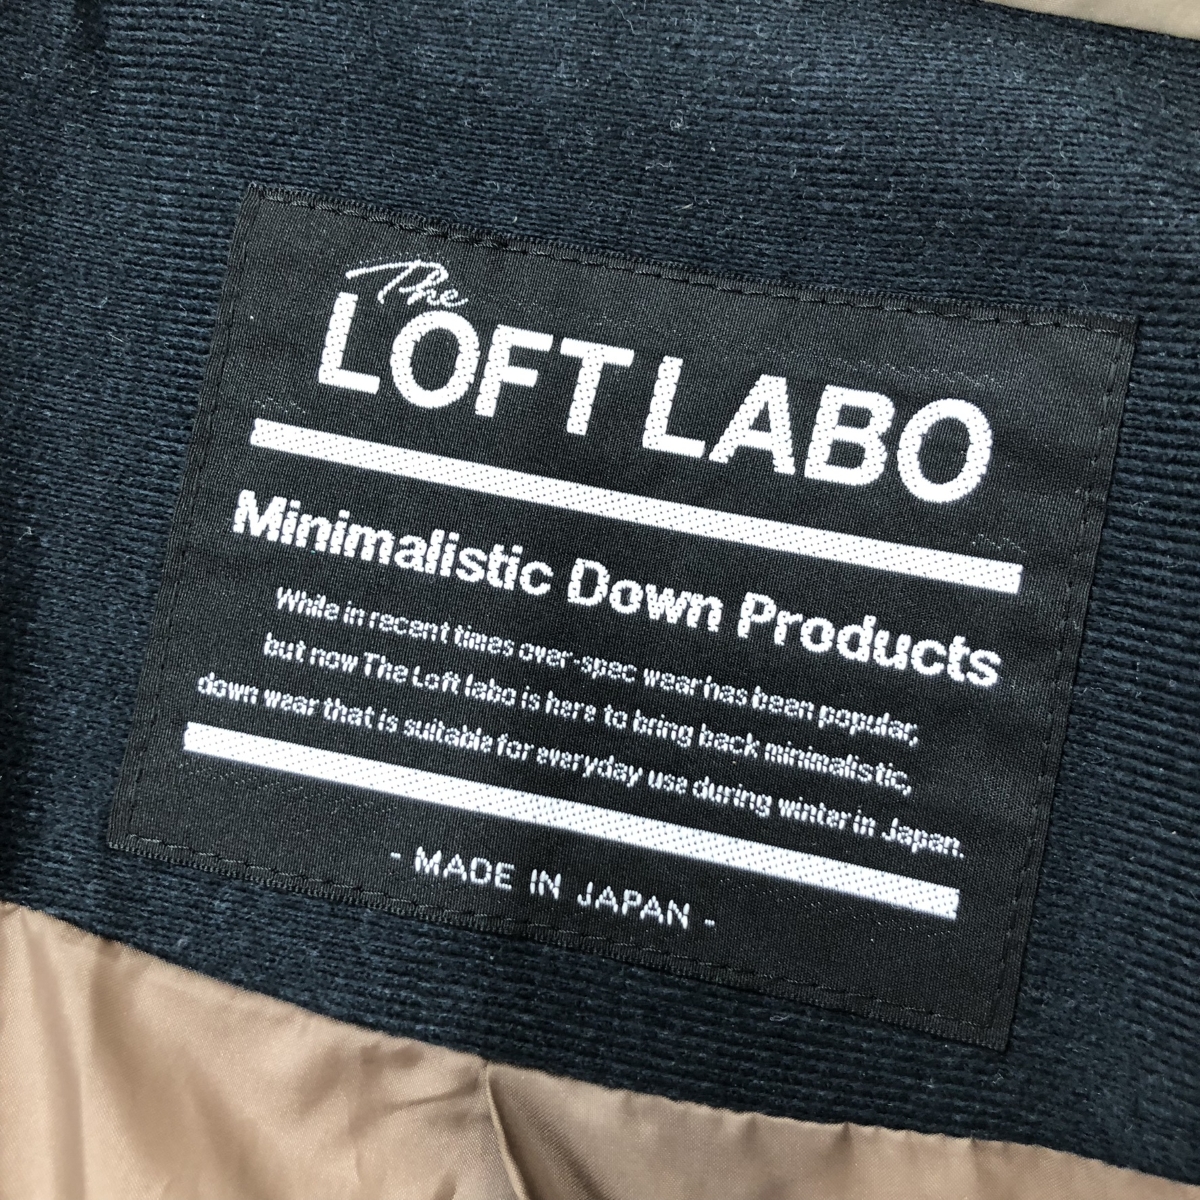 The
LOFT LABO
Minimalistic Down Products
While in recent times over-spec wear has been popular,
but now The Loft labo is here to bring back minimalistic,
down wear that is suitable for everyday use during winter in Japan.
- MADE IN JAPAN -